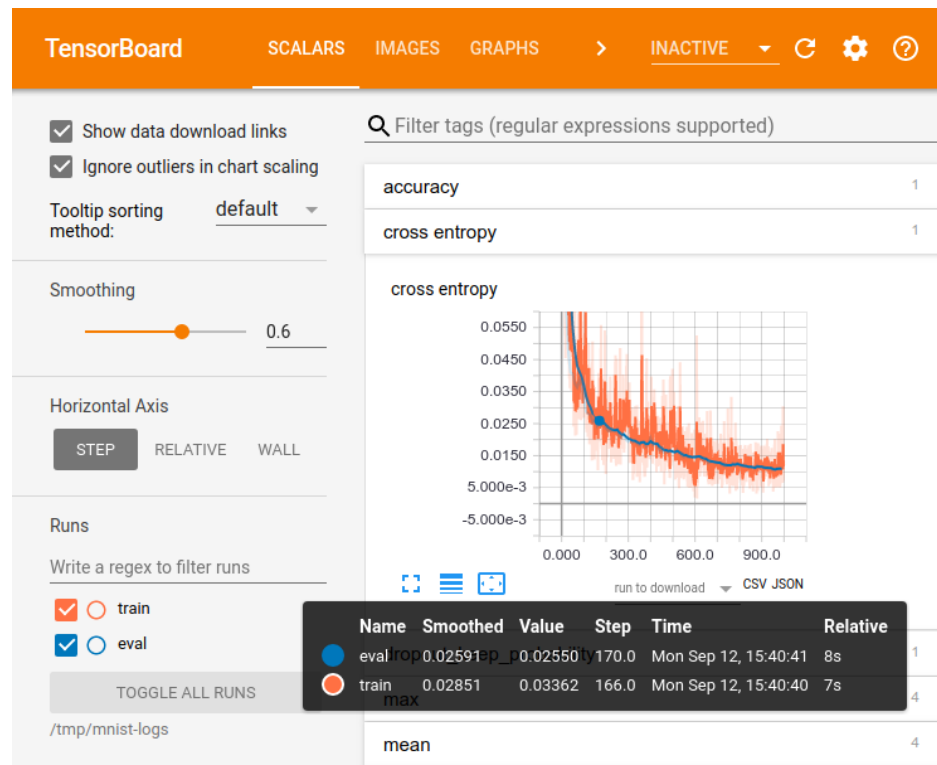 TensorBoard SCALARS IMAGES GRAPHS > INACTIVE
Show data download links
Ignore outliers in chart scaling
Tooltip sorting method: default
Smoothing
0.6
Horizontal Axis
STEP RELATIVE WALL
Runs
Write a regex to filter runs
train
eval
TOGGLE ALL RUNS
/tmp/mnist-logs
Filter tags (regular expressions supported)
accuracy 1
cross entropy 1
cross entropy
0.0550
0.0450
0.0350
0.0250
0.0150
5.000e-3
-5.000e-3
0.000 300.0 600.0 900.0
run to download CSV JSON
Name Smoothed Value Step Time Relative
eval 0.02591 0.02550 170.0 Mon Sep 12, 15:40:41 8s
train 0.02851 0.03362 166.0 Mon Sep 12, 15:40:40 7s
1
max 4
mean 4